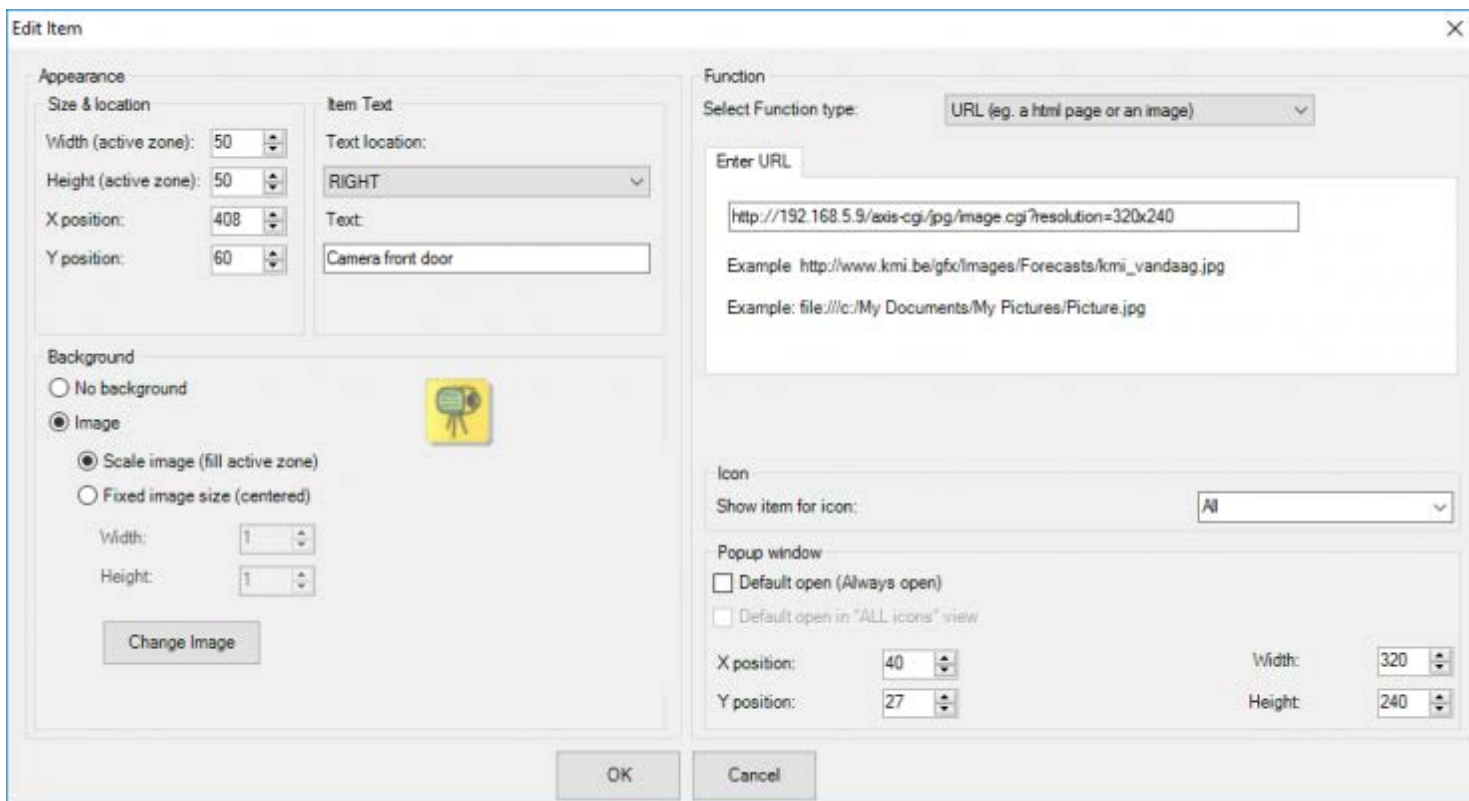 Edit Item
Appearance
Size & location
Width (active zone): 50
Height (active zone): 50
X position: 408
Y position: 60
Item Text
Text location:
RIGHT
Text:
Camera front door
Background
No background
Image
Scale image (fill active zone)
Fixed image size (centered)
Width: 1
Height: 1
Change Image
Function
Select Function type: URL (eg. a html page or an image)
Enter URL
http://192.168.5.9/axis-cgi/jpg/image.cgi?resolution=320x240
Example http://www.kmi.be/gfx/Images/Forecasts/kmi_vandaag.jpg
Example: file:///c:/My Documents/My Pictures/Picture.jpg
Icon
Show item for icon: All
Popup window
Default open (Always open)
Default open in "ALL icons" view
X position: 40 Width: 320
Y position: 27 Height: 240
OK Cancel